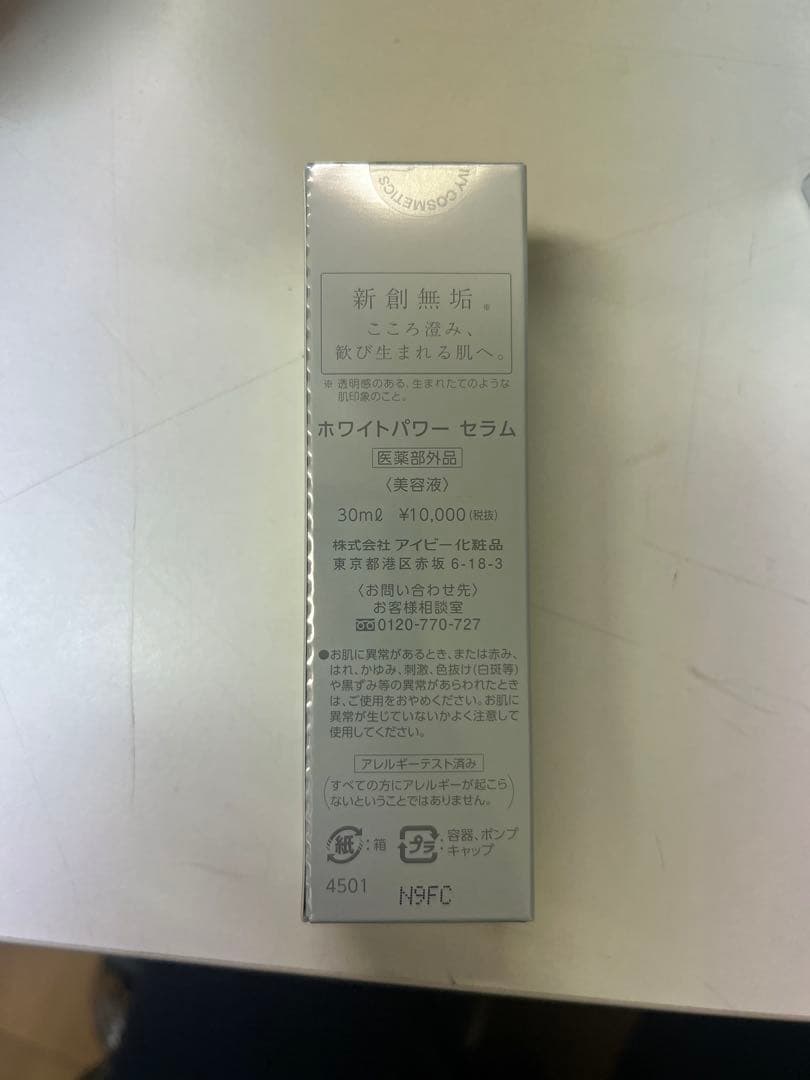 IVY COSMETICS
新創無垢※
こころ澄み、
歓び生まれる肌へ。
※ 透明感のある、生まれたてのような
肌印象のこと。
ホワイトパワー セラム
医薬部外品
〈美容液〉
30mℓ ¥10,000(税抜)
株式会社 アイビー化粧品
東京都港区赤坂 6-18-3
〈お問い合わせ先〉
お客様相談室
0120-770-727
●お肌に異常があるとき、または赤み、
はれ、かゆみ、刺激、色抜け(白斑等)
や黒ずみ等の異常があらわれたとき
は、ご使用をおやめください。お肌に
異常が生じていないかよく注意して
使用してください。
アレルギーテスト済み
(すべての方にアレルギーが起こら
ないということではありません。)
紙:箱 プラ:容器、ポンプ
キャップ
4501 N9FC